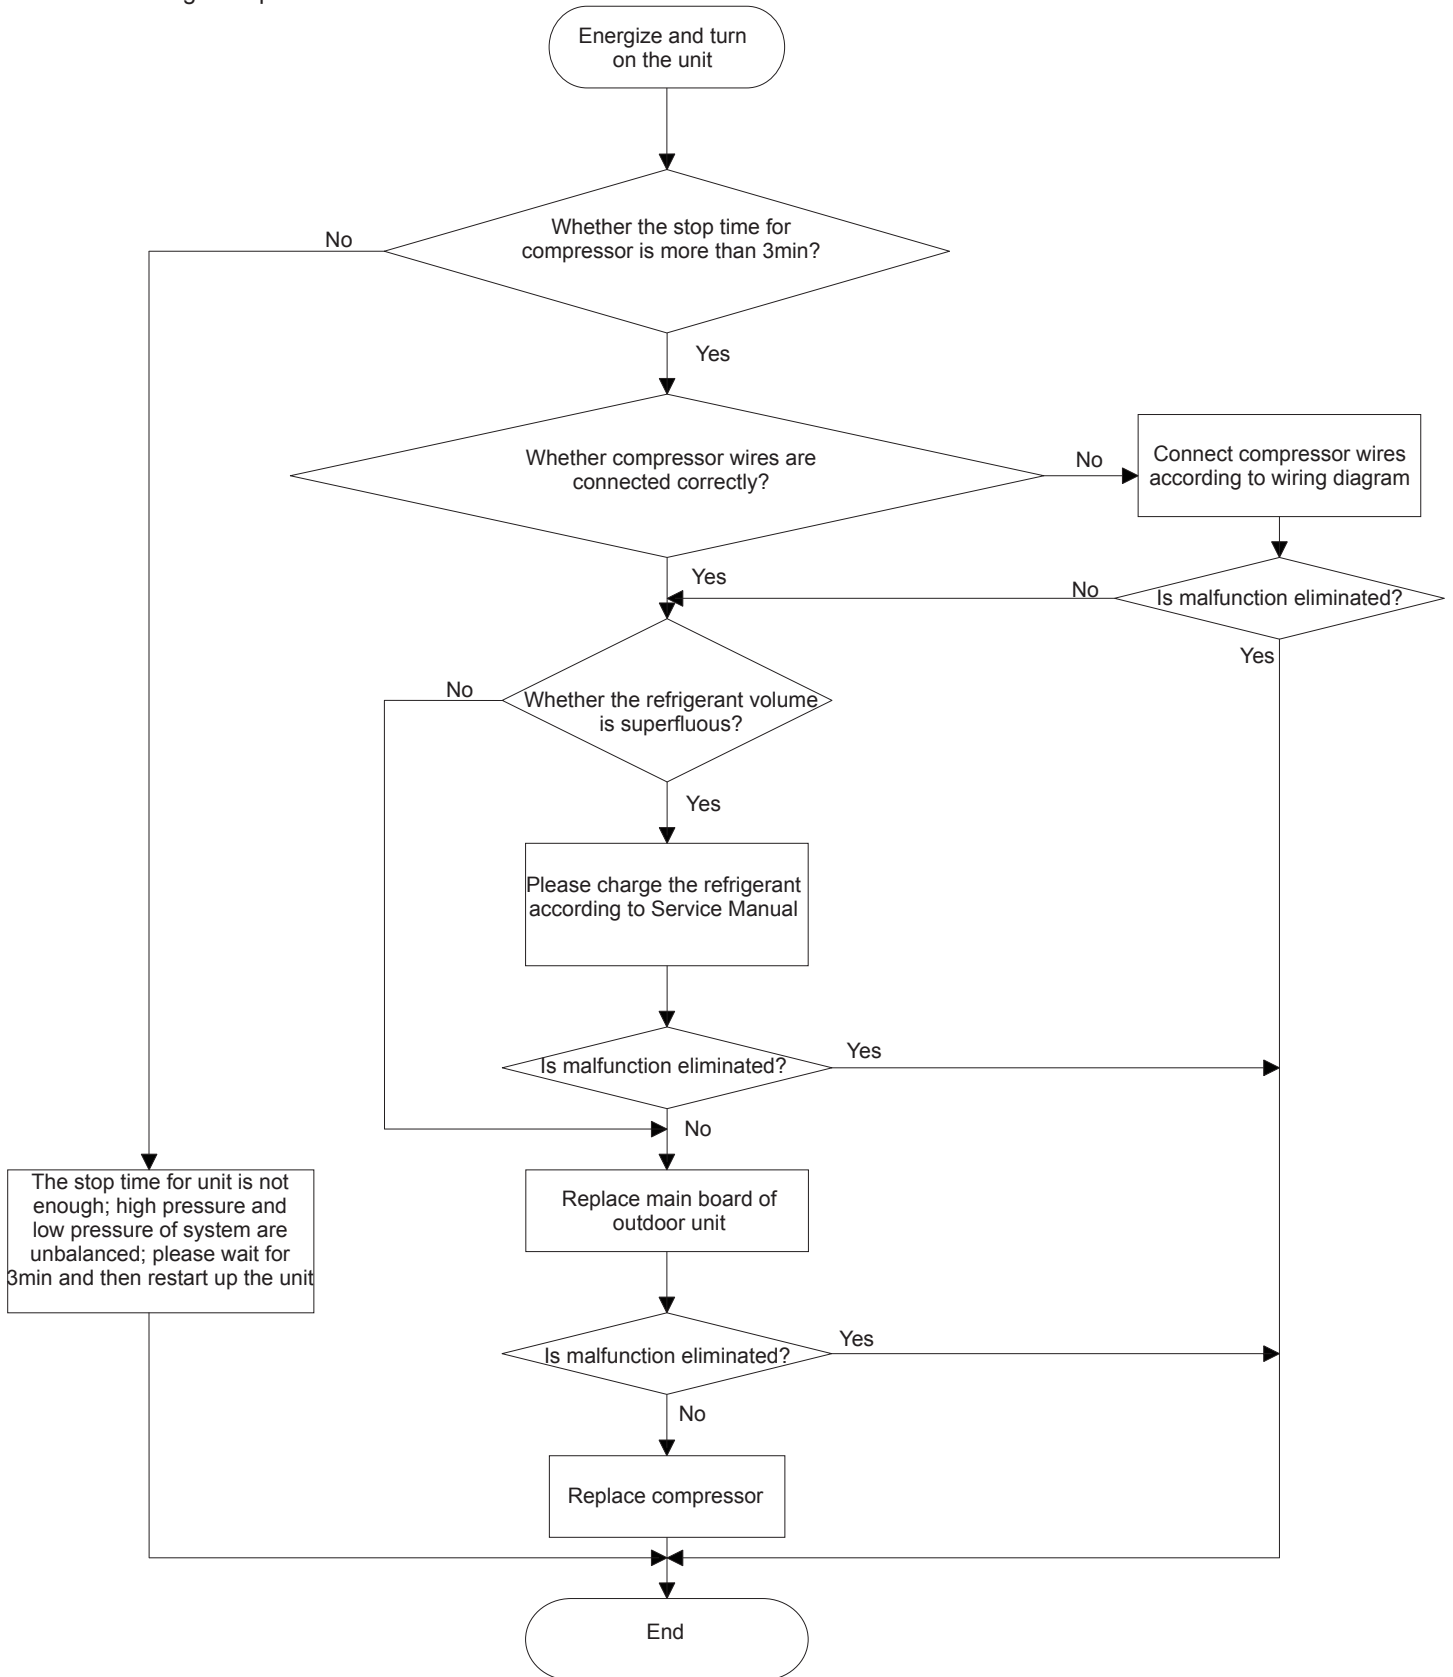 Energize and turn
on the unit
Whether the stop time for
compressor is more than 3min?
No
Yes
Whether compressor wires are
connected correctly?
No
Connect compressor wires
according to wiring diagram
Yes
No
Is malfunction eliminated?
Yes
No
Whether the refrigerant volume
is superfluous?
Yes
Please charge the refrigerant
according to Service Manual
Is malfunction eliminated?
Yes
No
The stop time for unit is not
enough; high pressure and
low pressure of system are
unbalanced; please wait for
3min and then restart up the unit
Replace main board of
outdoor unit
Is malfunction eliminated?
Yes
No
Replace compressor
End